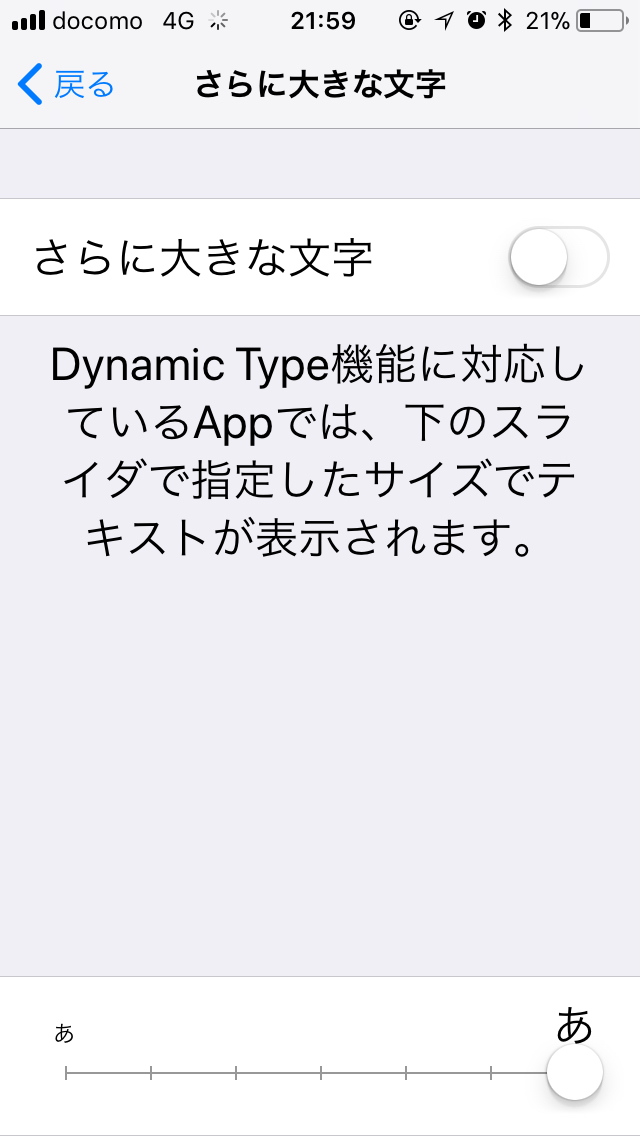 docomo 4G 21:59 21%
戻る さらに大きな文字
さらに大きな文字
Dynamic Type機能に対応し
ているAppでは、下のスラ
イダで指定したサイズでテ
キストが表示されます。
あ あ